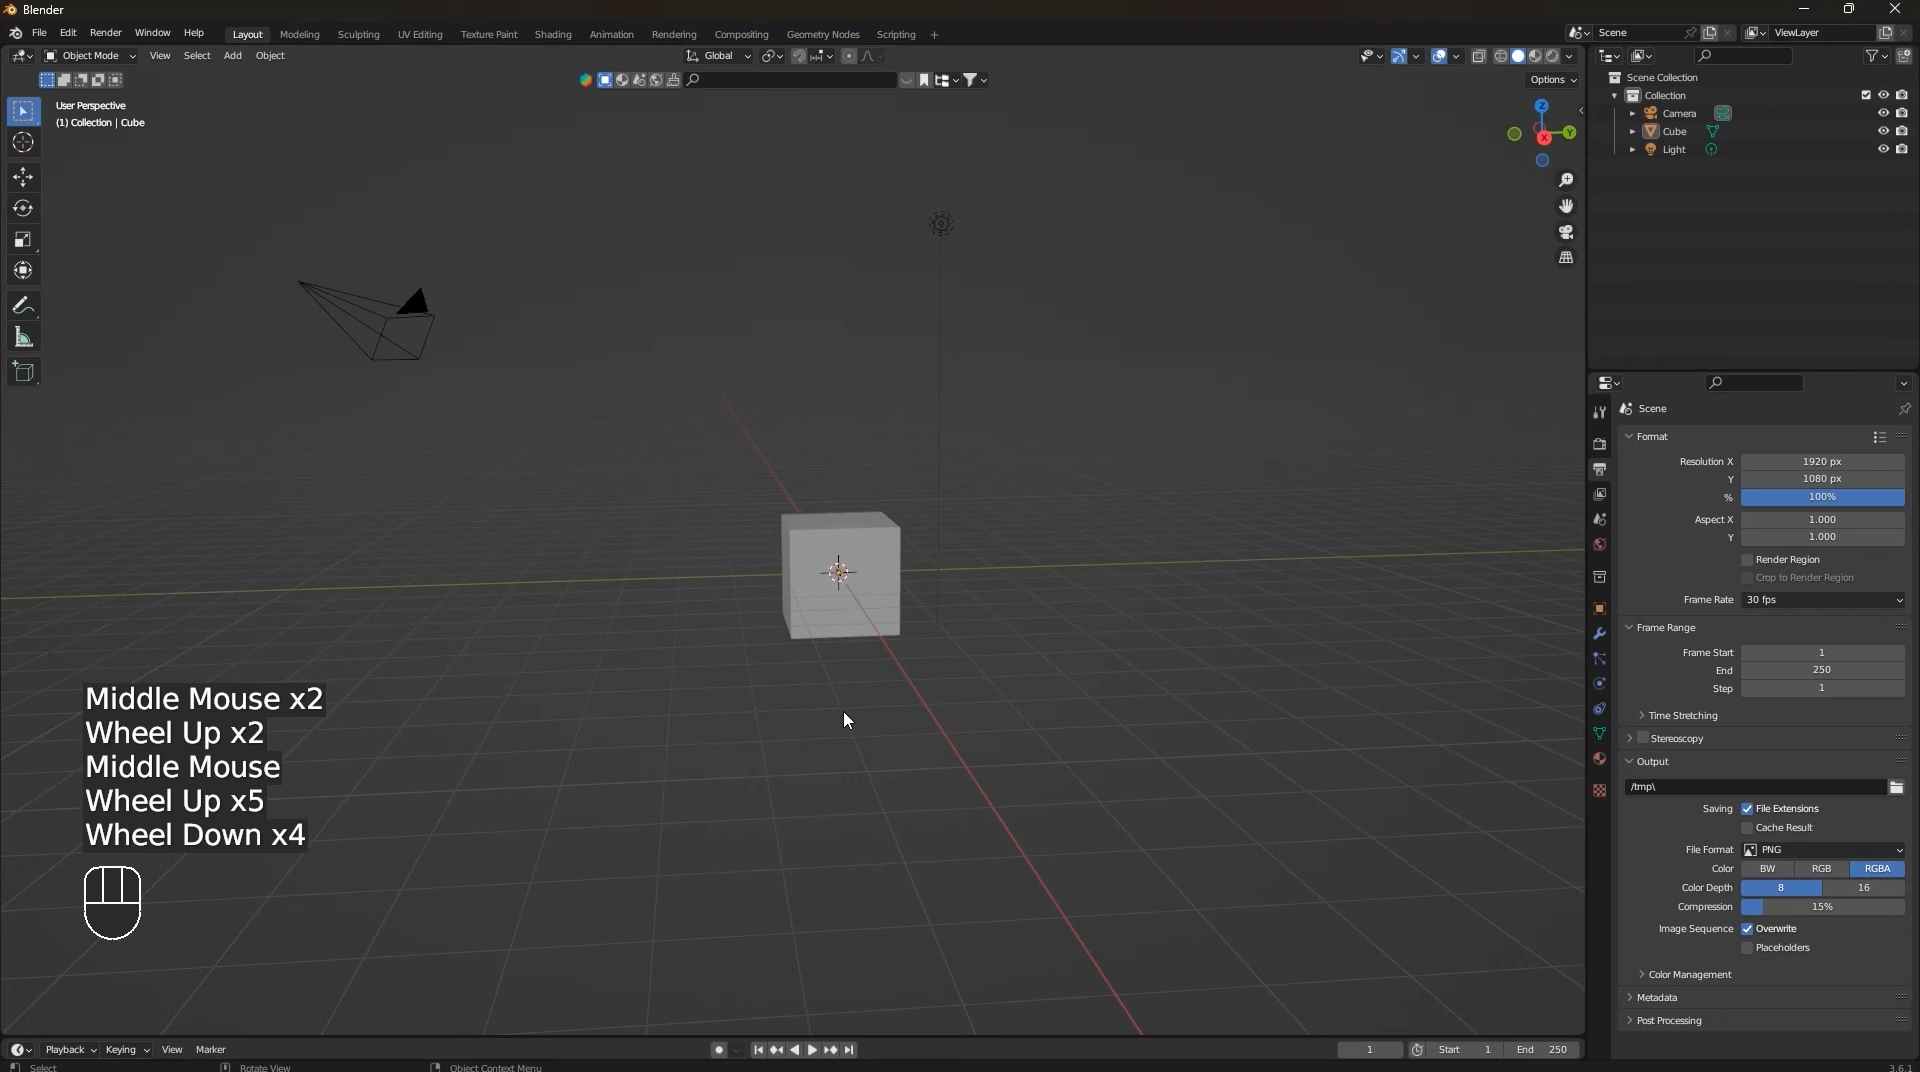 Blender
File Edit Render Window Help Layout Modeling Sculpting UV Editing Texture Paint Shading Animation Rendering Compositing Geometry Nodes Scripting +
Scene ViewLayer
Object Mode View Select Add Object Global
Options
User Perspective
(1) Collection | Cube
Z
Y
X
Scene Collection
Collection
Camera
Cube
Light
Scene
Format
Resolution X 1920 px
Y 1080 px
% 100%
Aspect X 1.000
Y 1.000
Render Region
Crop to Render Region
Frame Rate 30 fps
Frame Range
Frame Start 1
End 250
Step 1
Time Stretching
Stereoscopy
Output
/tmp\
Saving File Extensions
Cache Result
File Format PNG
Color BW RGB RGBA
Color Depth 8 16
Compression 15%
Image Sequence Overwrite
Placeholders
Color Management
Metadata
Post Processing
Middle Mouse x2
Wheel Up x2
Middle Mouse
Wheel Up x5
Wheel Down x4
Playback Keying View Marker 1 Start 1 End 250
Select Rotate View Object Context Menu 3.6.1